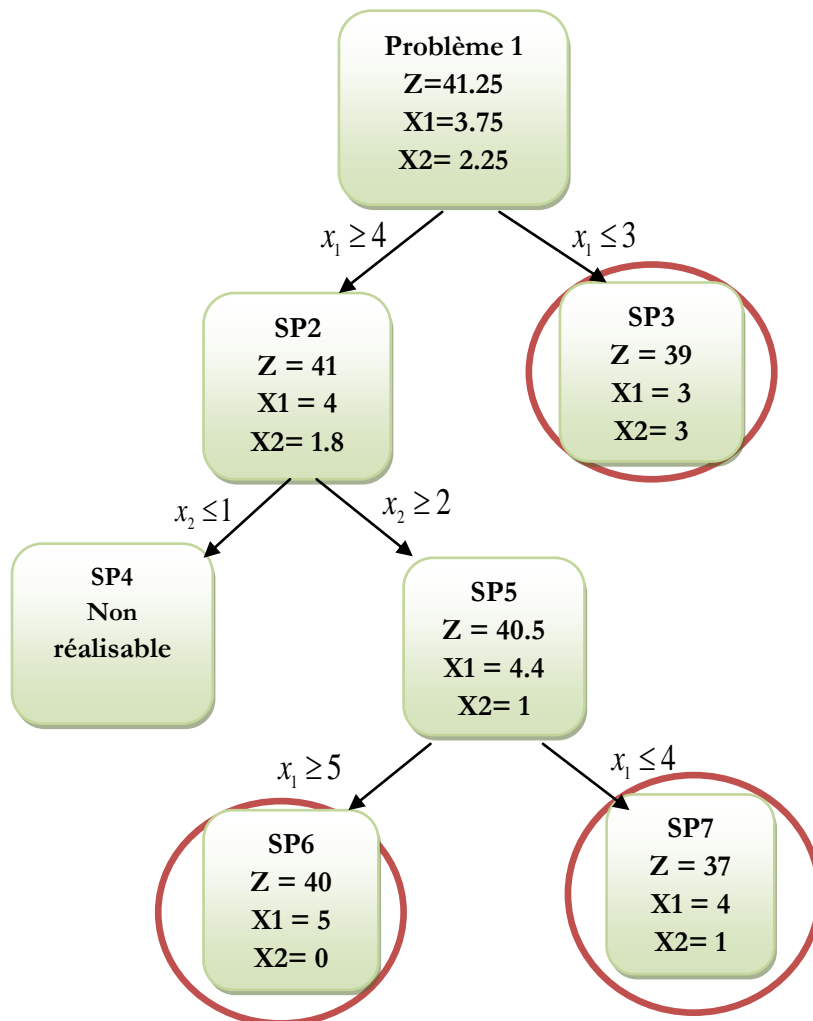 Problème 1
Z=41.25
X1=3.75
X2= 2.25
x₁ ≥ 4
x₁ ≤ 3
SP2
Z = 41
X1 = 4
X2= 1.8
SP3
Z = 39
X1 = 3
X2= 3
x₂ ≤ 1
x₂ ≥ 2
SP4
Non
réalisable
SP5
Z = 40.5
X1 = 4.4
X2= 1
x₁ ≥ 5
x₁ ≤ 4
SP6
Z = 40
X1 = 5
X2= 0
SP7
Z = 37
X1 = 4
X2= 1